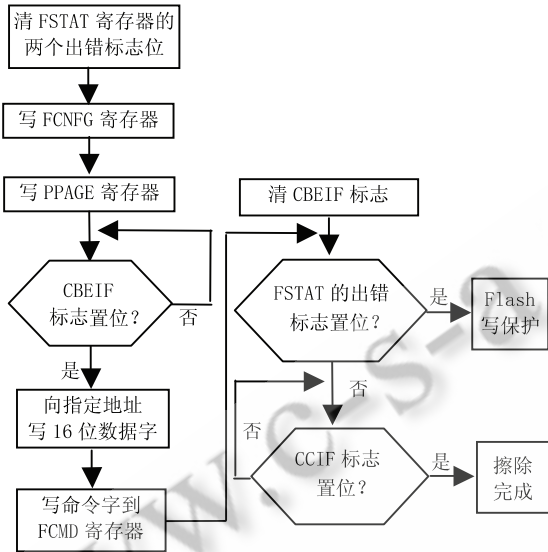 清 FSTAT 寄存器的
两个出错标志位
写 FCNFG 寄存器
写 PPAGE 寄存器
CBEIF
标志置位?
否
是
向指定地址
写 16 位数据字
写命令字到
FCMD 寄存器
清 CBEIF 标志
FSTAT 的出错
标志置位?
是
Flash
写保护
否
否
CCIF 标志
置位?
是
擦除
完成
www.c-s-a